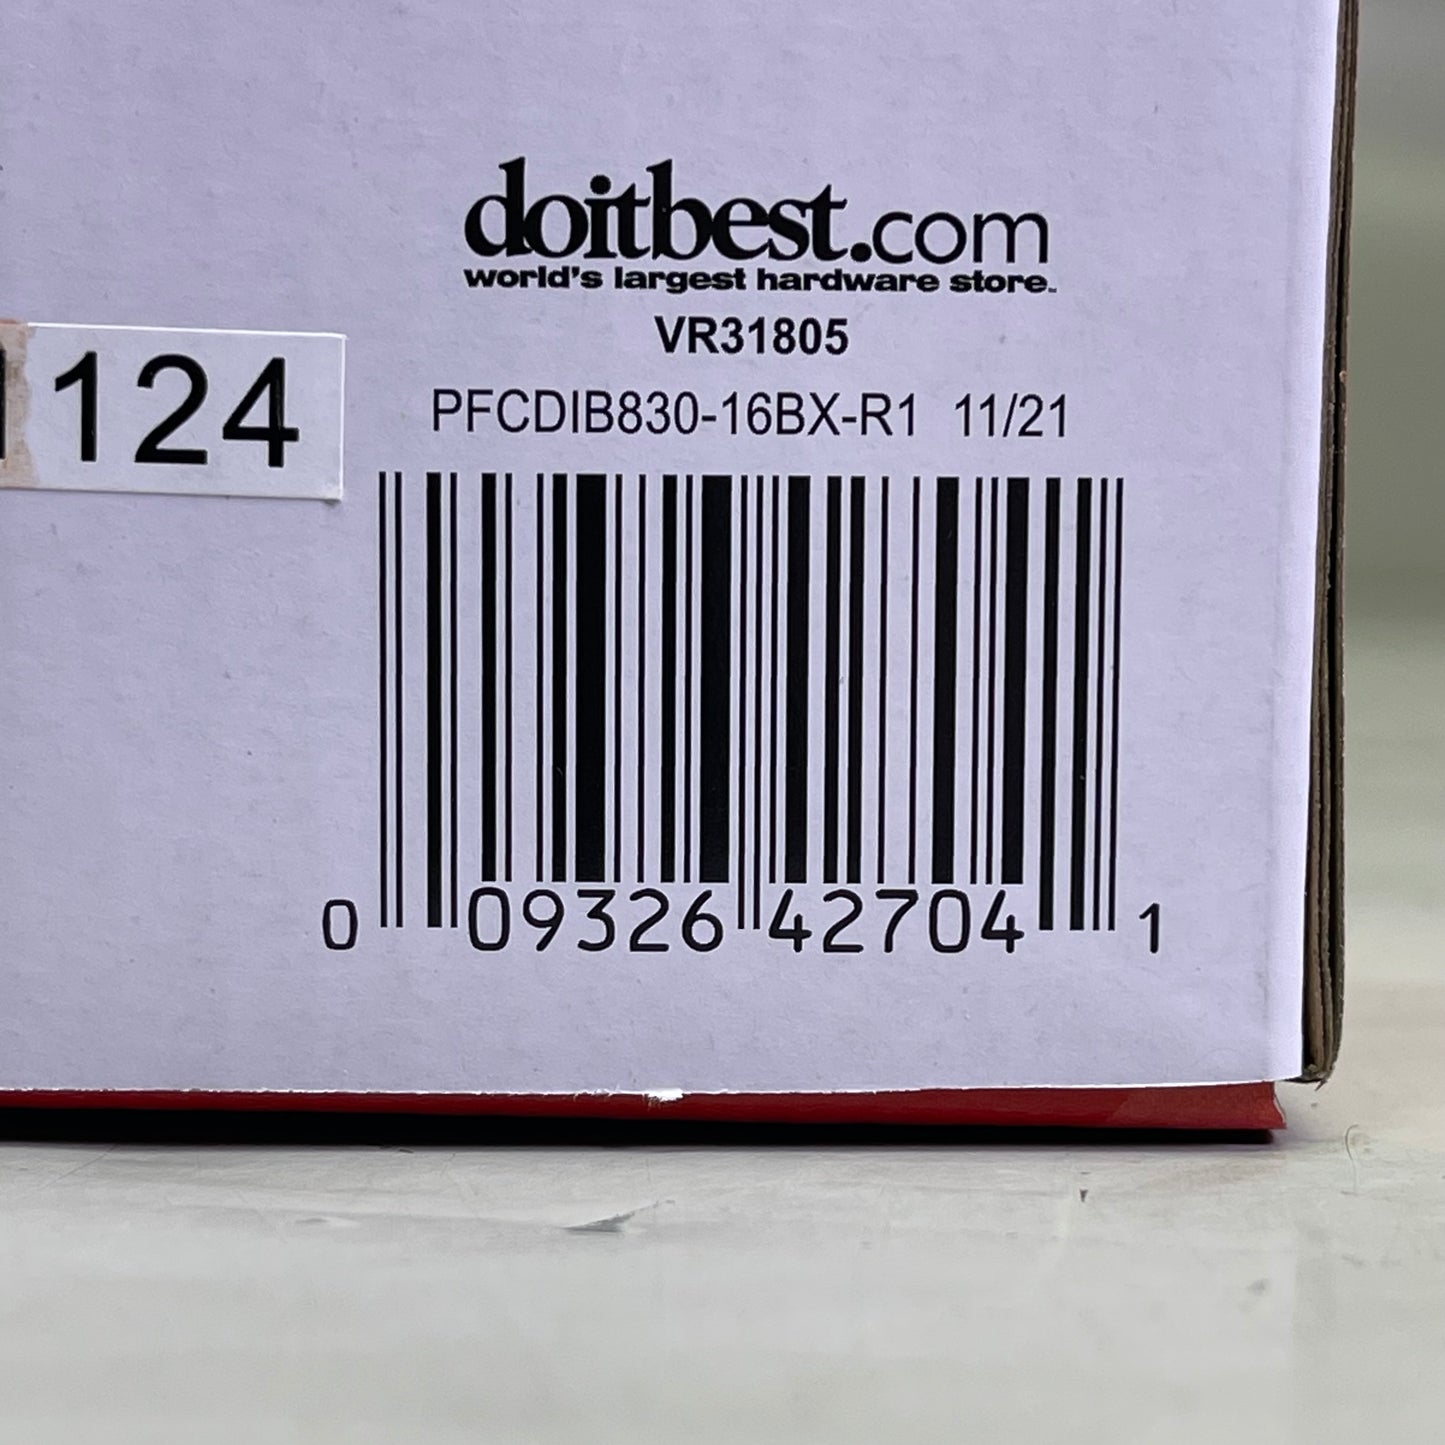 doitbest.com
world's largest hardware store.
VR31805
PFCDIB830-16BX-R1 11/21
124
0 09326 42704 1